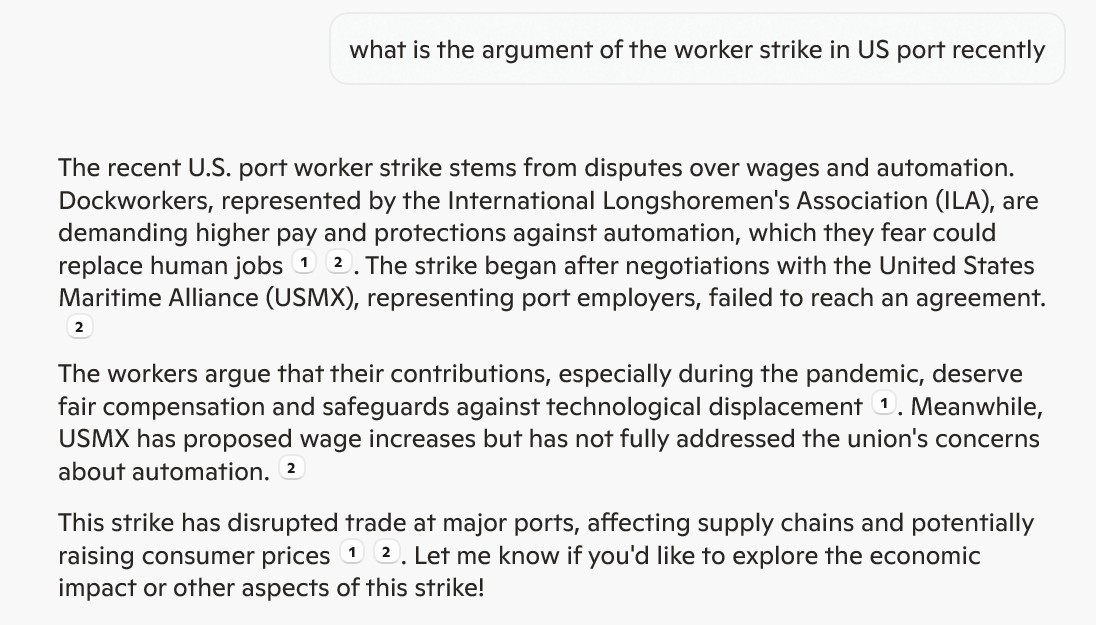 what is the argument of the worker strike in US port recently
The recent U.S. port worker strike stems from disputes over wages and automation.
Dockworkers, represented by the International Longshoremen's Association (ILA), are
demanding higher pay and protections against automation, which they fear could
replace human jobs 1 2 . The strike began after negotiations with the United States
Maritime Alliance (USMX), representing port employers, failed to reach an agreement.
2
The workers argue that their contributions, especially during the pandemic, deserve
fair compensation and safeguards against technological displacement 1 . Meanwhile,
USMX has proposed wage increases but has not fully addressed the union's concerns
about automation. 2
This strike has disrupted trade at major ports, affecting supply chains and potentially
raising consumer prices 1 2 . Let me know if you'd like to explore the economic
impact or other aspects of this strike!